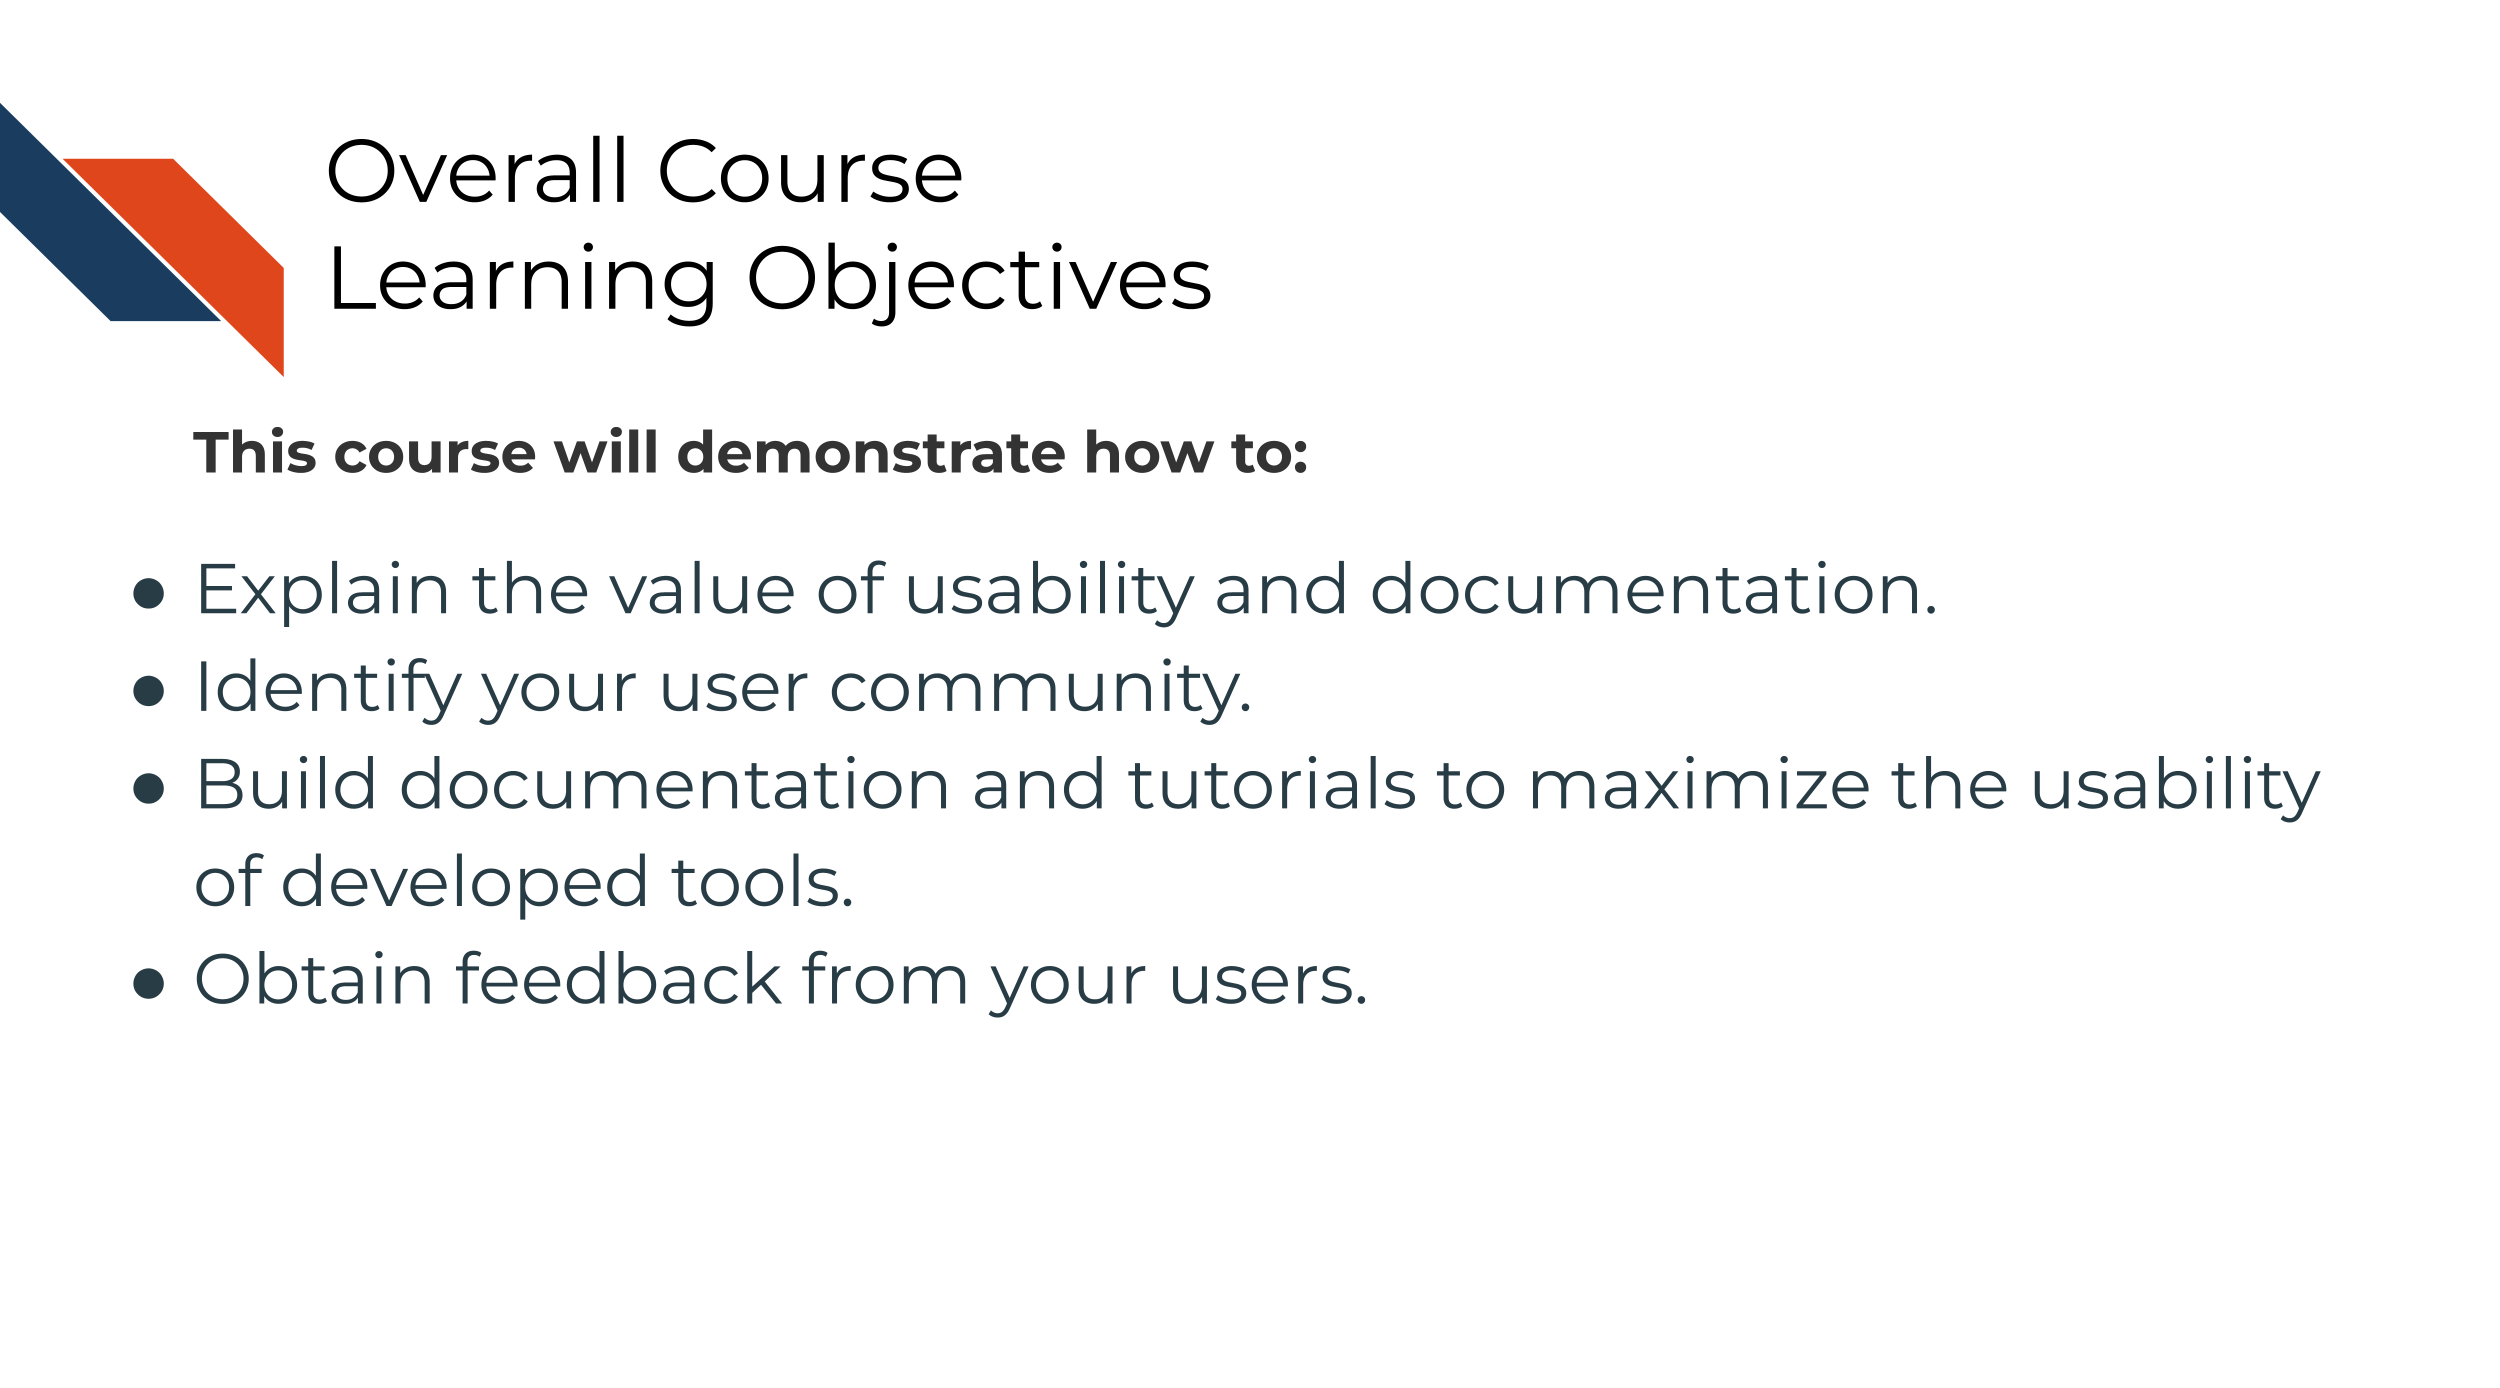 Overall Course
Learning Objectives
This course will demonstrate how to:
● Explain the value of usability and documentation.
● Identify your user community.
● Build documentation and tutorials to maximize the usability
of developed tools.
● Obtain feedback from your users.